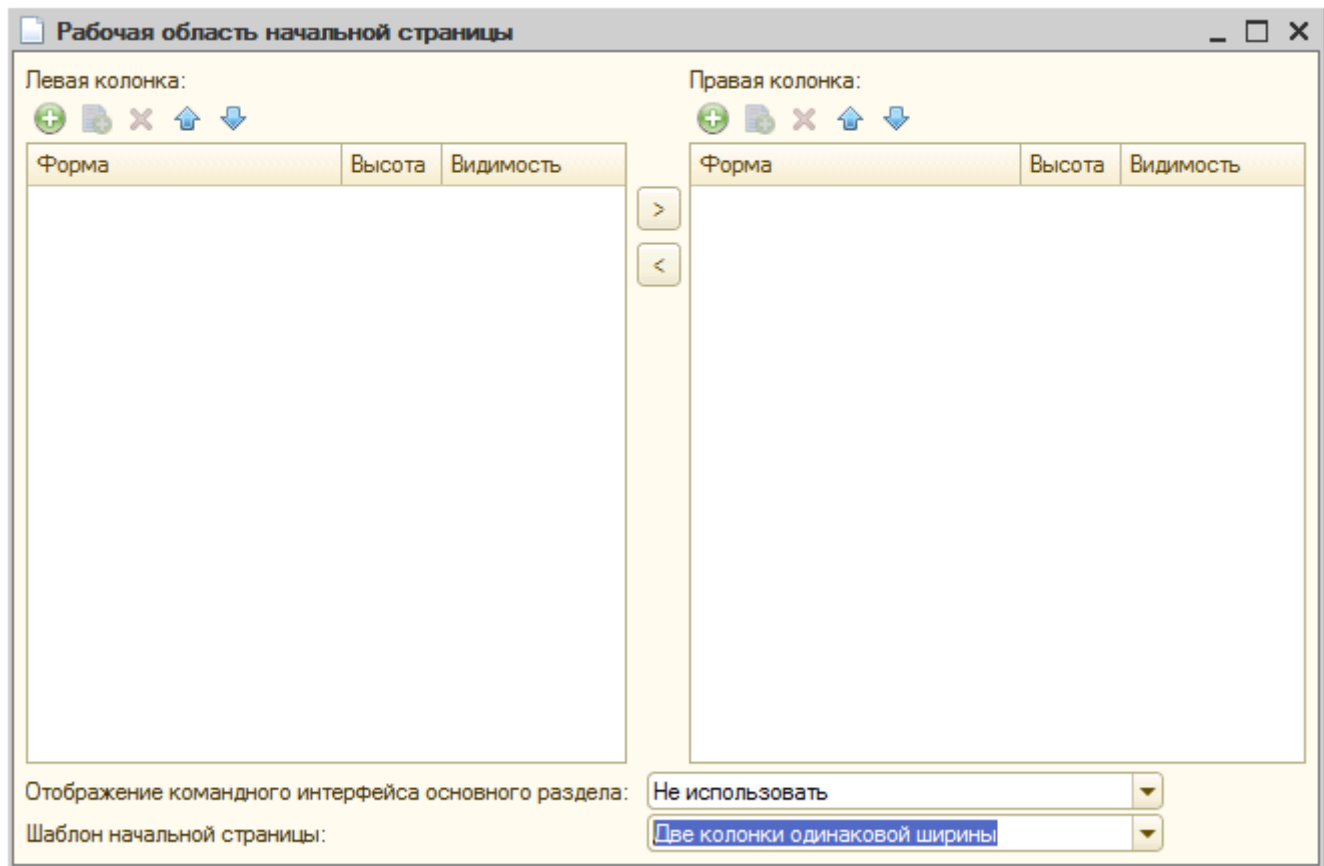 Рабочая область начальной страницы
Левая колонка:
Правая колонка:
Форма Высота Видимость
Форма Высота Видимость
>
<
Отображение командного интерфейса основного раздела: Не использовать
Шаблон начальной страницы: Две колонки одинаковой ширины